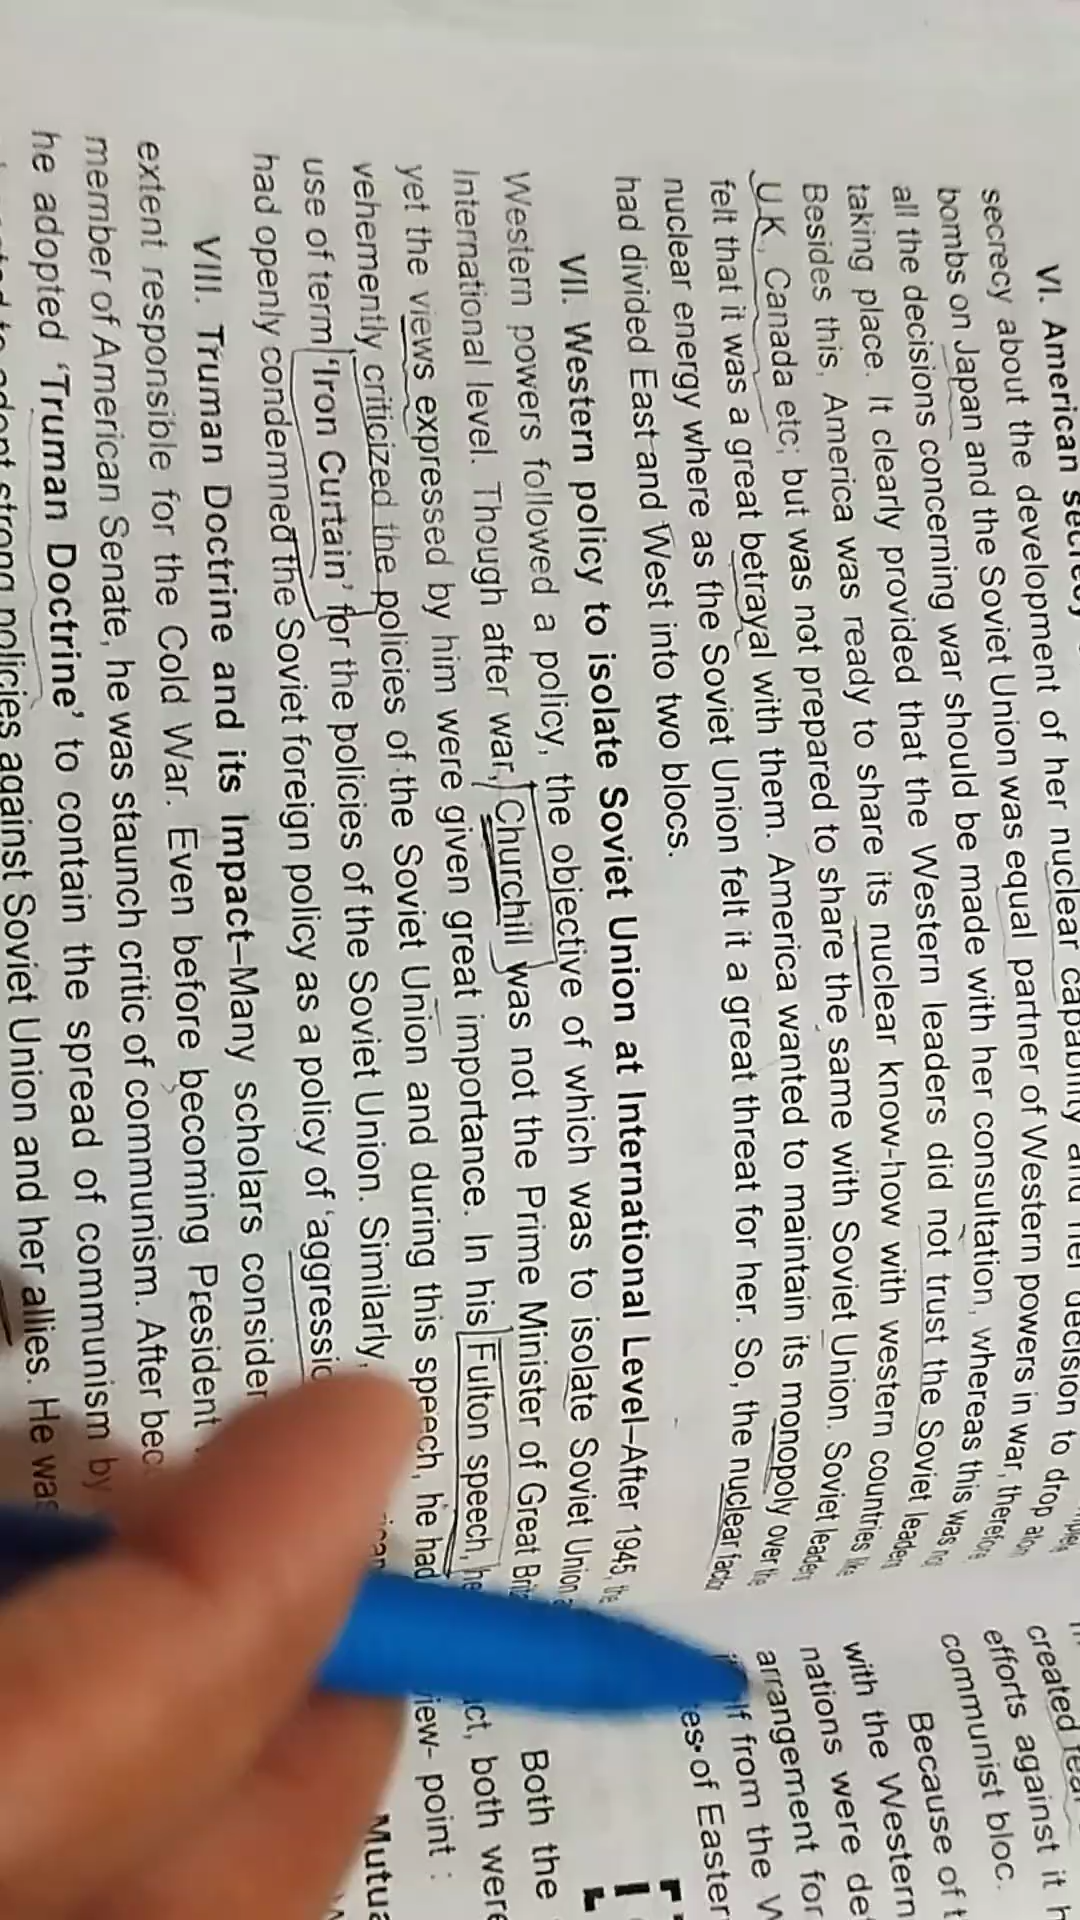 VI. American secrecy
secrecy about the development of her nuclear capability and her decision to drop atom
bombs on Japan and the Soviet Union was equal partner of Western powers in war, therefore
all the decisions concerning war should be made with her consultation, whereas this was not
taking place. It clearly provided that the Western leaders did not trust the Soviet leaders
Besides this, America was ready to share its nuclear know-how with western countries like
U.K., Canada etc; but was not prepared to share the same with Soviet Union. Soviet leaders
felt that it was a great betrayal with them. America wanted to maintain its monopoly over the
nuclear energy where as the Soviet Union felt it a great threat for her. So, the nuclear factor
had divided East and West into two blocs.
VII. Western policy to isolate Soviet Union at International Level–After 1945, the
Western powers followed a policy, the objective of which was to isolate Soviet Union
International level. Though after war, Churchill was not the Prime Minister of Great
yet the views expressed by him were given great importance. In his Fulton speech, he
vehemently criticized the policies of the Soviet Union and during this speech, he had
use of term 'Iron Curtain' for the policies of the Soviet Union. Similarly,
had openly condemned the Soviet foreign policy as a policy of 'aggressio
VIII. Truman Doctrine and its Impact–Many scholars consider
extent responsible for the Cold War. Even before becoming President
member of American Senate, he was staunch critic of communism. After bec
he adopted 'Truman Doctrine' to contain the spread of communism by
strong policies against Soviet Union and her allies. He was
created fear
efforts against it
communist bloc.
Because of
with the Western
nations were
arrangement for
from the
of Easter
Both the
both were
point :
Mutua